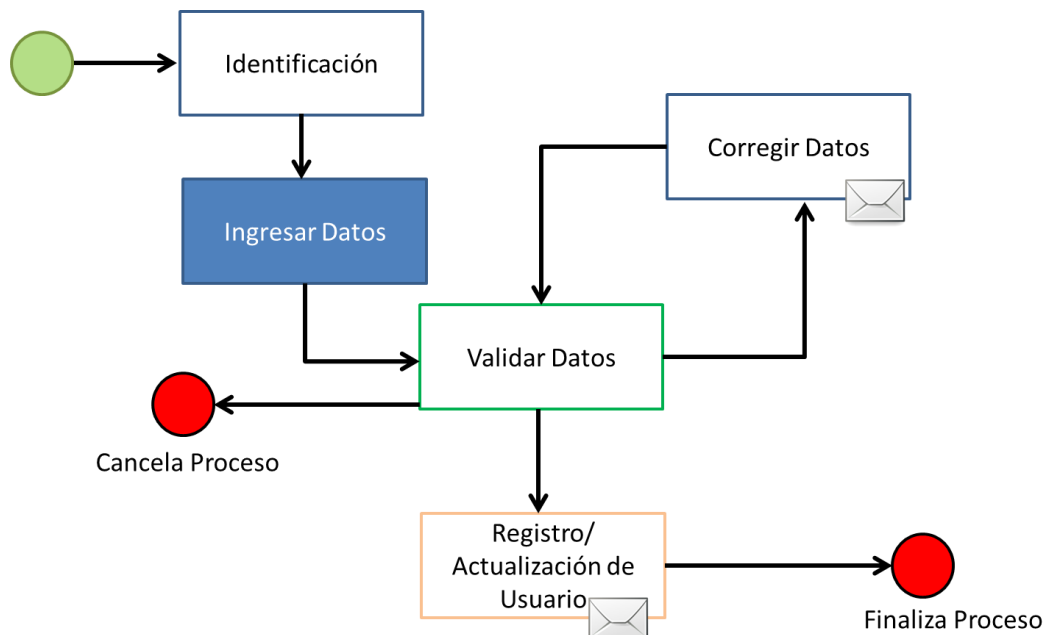 Identificación
Corregir Datos
Ingresar Datos
Validar Datos
Cancela Proceso
Registro/
Actualización de
Usuario
Finaliza Proceso